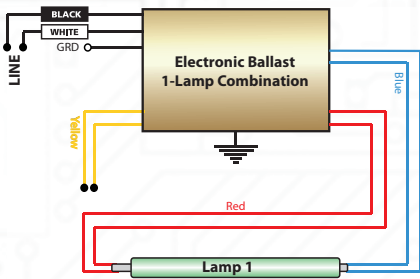 BLACK
WHITE
GRD
LINE
Electronic Ballast
1-Lamp Combination
Blue
Yellow
Red
Lamp 1